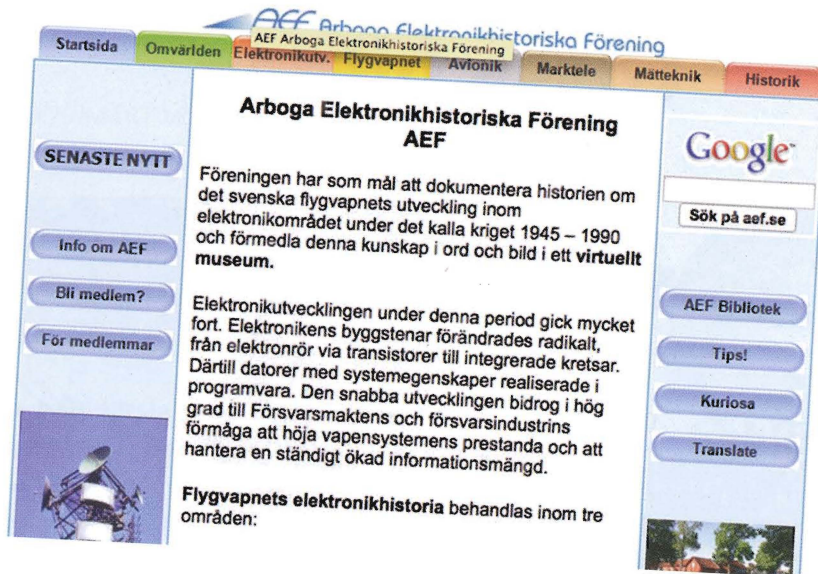 AEF Arboga Elektronikhistoriska Förening
AEF Arboga Elektronikhistoriska Förening
Startsida
Omvärlden
Elektronikutv.
Flygvapnet
Avionik
Marktele
Mätteknik
Historik
SENASTE NYTT
Info om AEF
Bli medlem?
För medlemmar
Arboga Elektronikhistoriska Förening
AEF
Föreningen har som mål att dokumentera historien om
det svenska flygvapnets utveckling inom
elektronikområdet under det kalla kriget 1945 – 1990
och förmedla denna kunskap i ord och bild i ett virtuellt
museum.
Elektronikutvecklingen under denna period gick mycket
fort. Elektronikens byggstenar förändrades radikalt,
från elektronrör via transistorer till integrerade kretsar.
Därtill datorer med systemegenskaper realiserade i
programvara. Den snabba utvecklingen bidrog i hög
grad till Försvarsmaktens och försvarsindustrins
förmåga att höja vapensystemens prestanda och att
hantera en ständigt ökad informationsmängd.
Flygvapnets elektronikhistoria behandlas inom tre
områden:
Google
Sök på aef.se
AEF Bibliotek
Tips!
Kuriosa
Translate